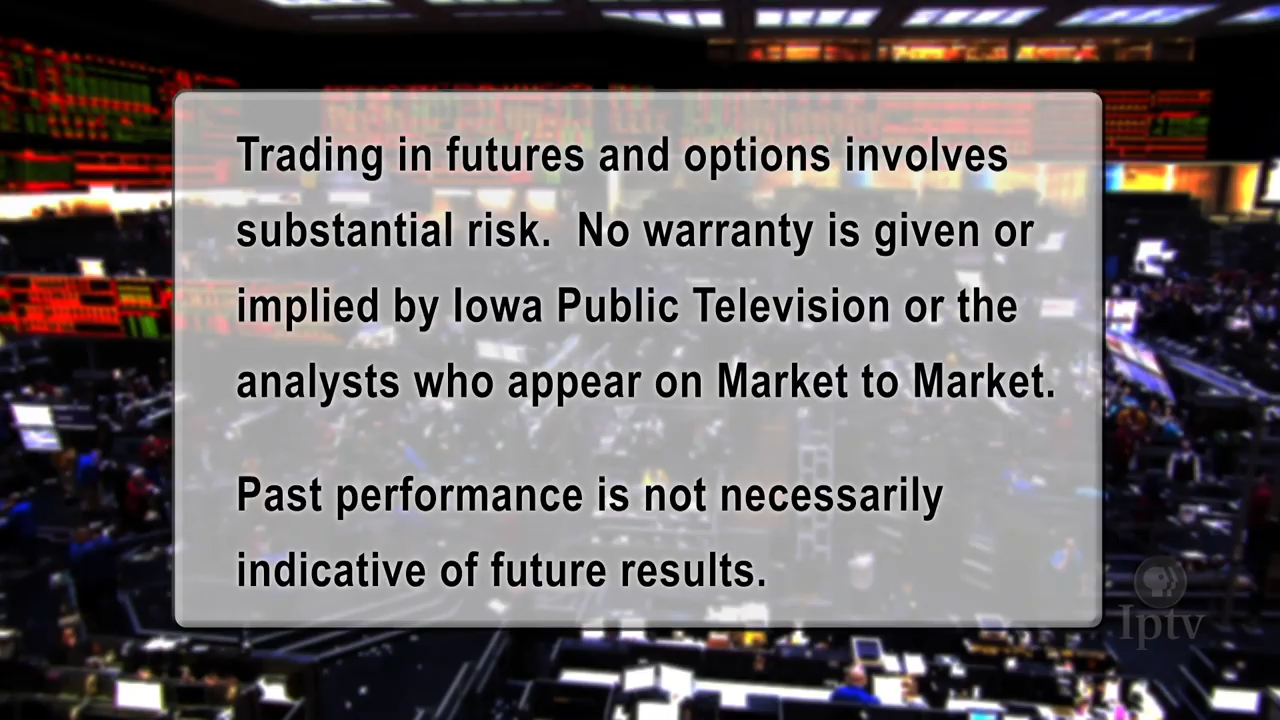 Trading in futures and options involves
substantial risk.  No warranty is given or
implied by Iowa Public Television or the
analysts who appear on Market to Market.
Past performance is not necessarily
indicative of future results.
Iptv